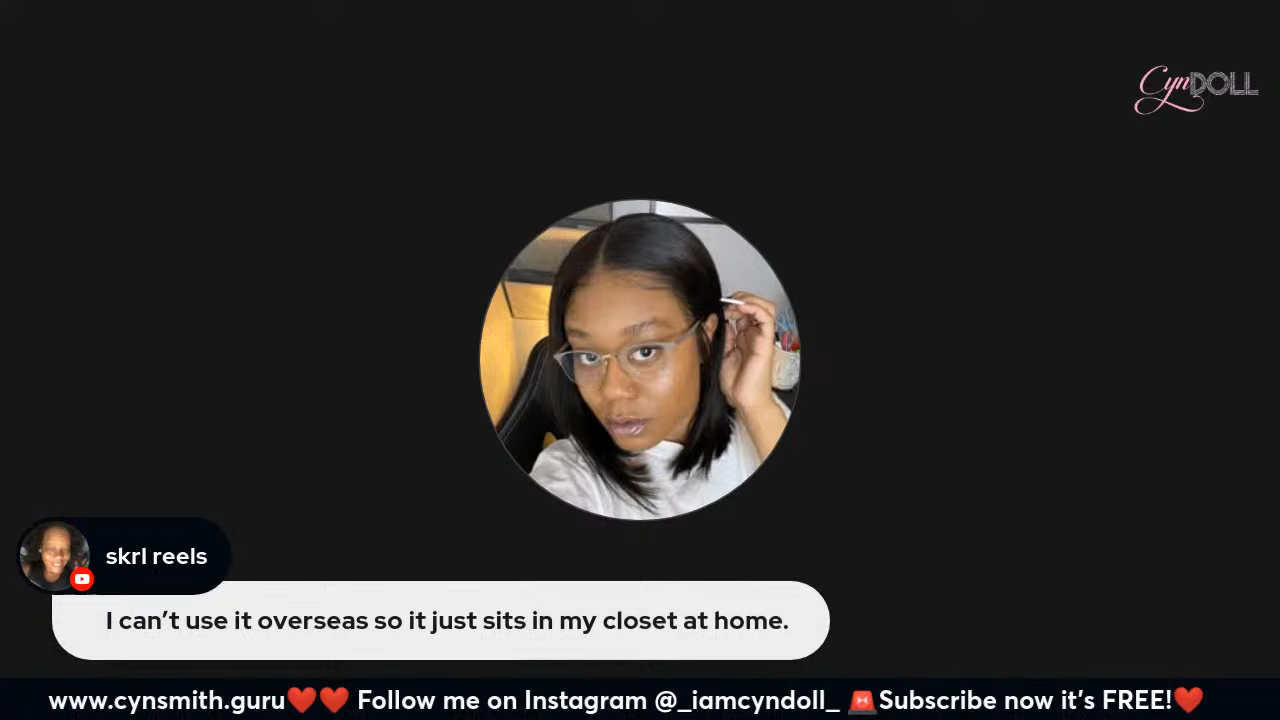 CynDOLL
skrl reels
I can’t use it overseas so it just sits in my closet at home.
www.cynsmith.guru❤️❤️ Follow me on Instagram @_iamcyndoll_ 🚨Subscribe now it's FREE!❤️